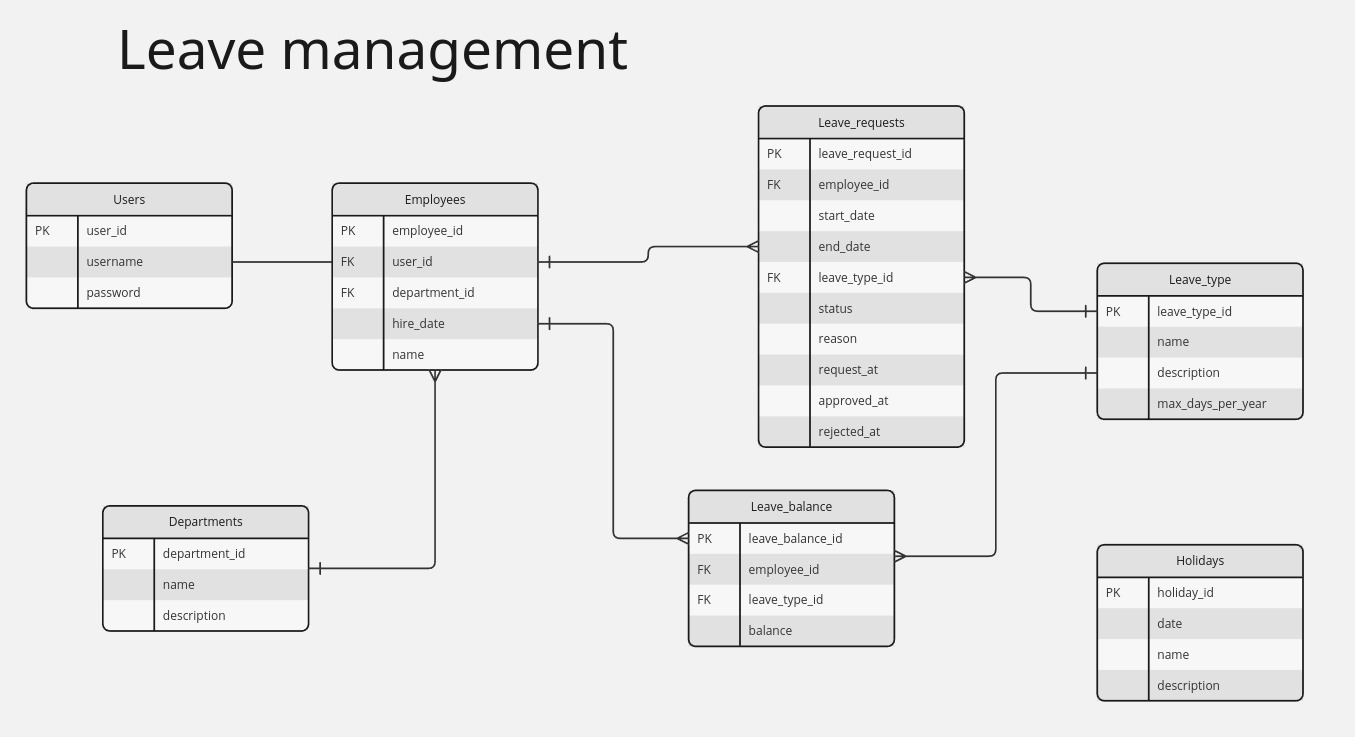 Leave management
Users
PK user_id
username
password
Employees
PK employee_id
FK user_id
FK department_id
hire_date
name
Leave_requests
PK leave_request_id
FK employee_id
start_date
end_date
FK leave_type_id
status
reason
request_at
approved_at
rejected_at
Leave_type
PK leave_type_id
name
description
max_days_per_year
Departments
PK department_id
name
description
Leave_balance
PK leave_balance_id
FK employee_id
FK leave_type_id
balance
Holidays
PK holiday_id
date
name
description